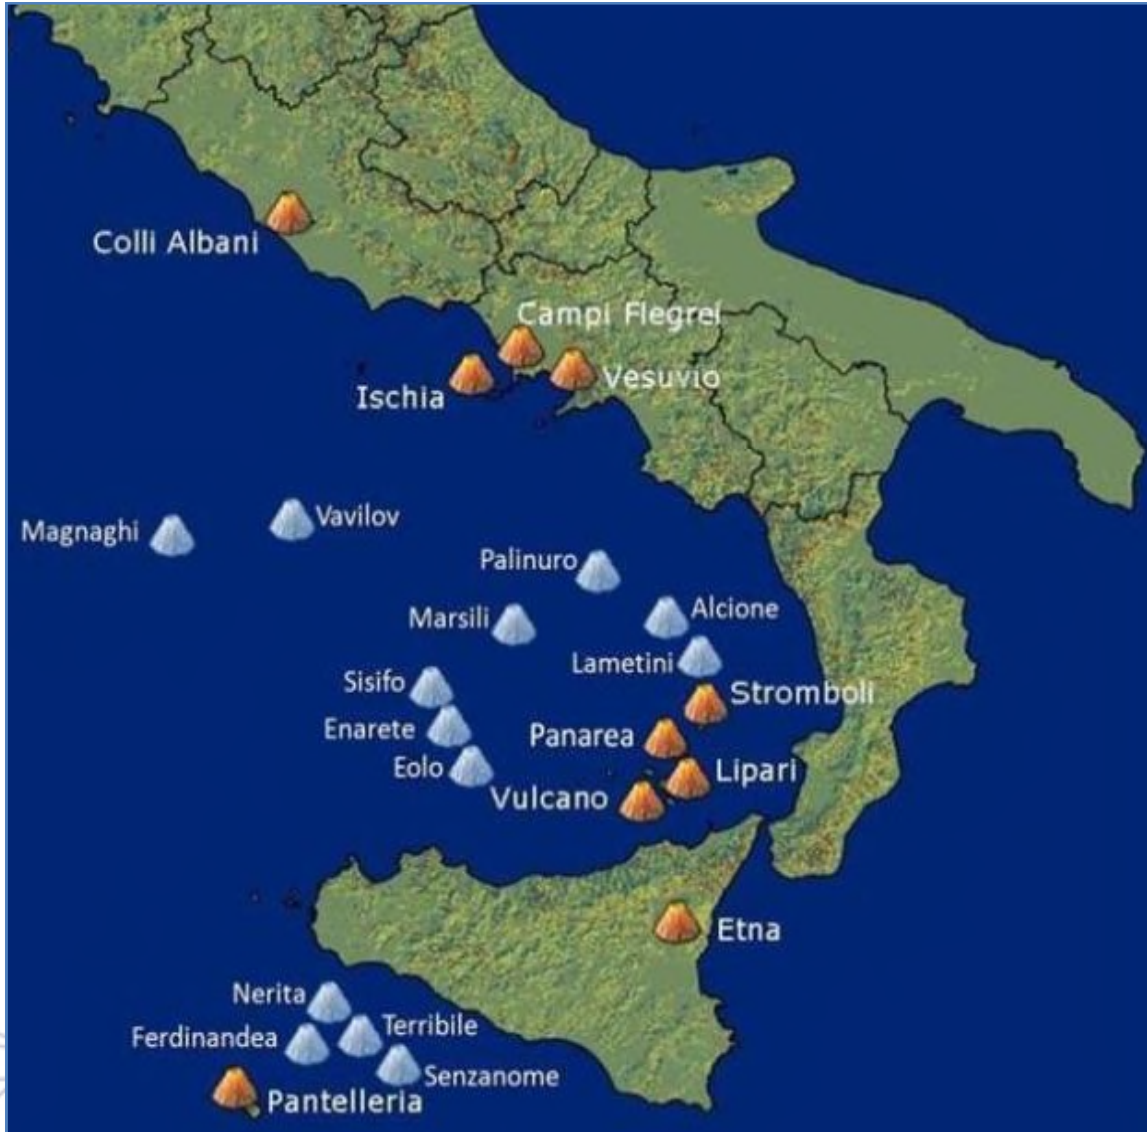 Colli Albani
Campi Flegrei
Vesuvio
Ischia
Vavilov
Magnaghi
Palinuro
Alcione
Marsili
Lametini
Sisifo
Stromboli
Enarete
Panarea
Eolo
Lipari
Vulcano
Etna
Nerita
Terribile
Ferdinandea
Senzanome
Pantelleria